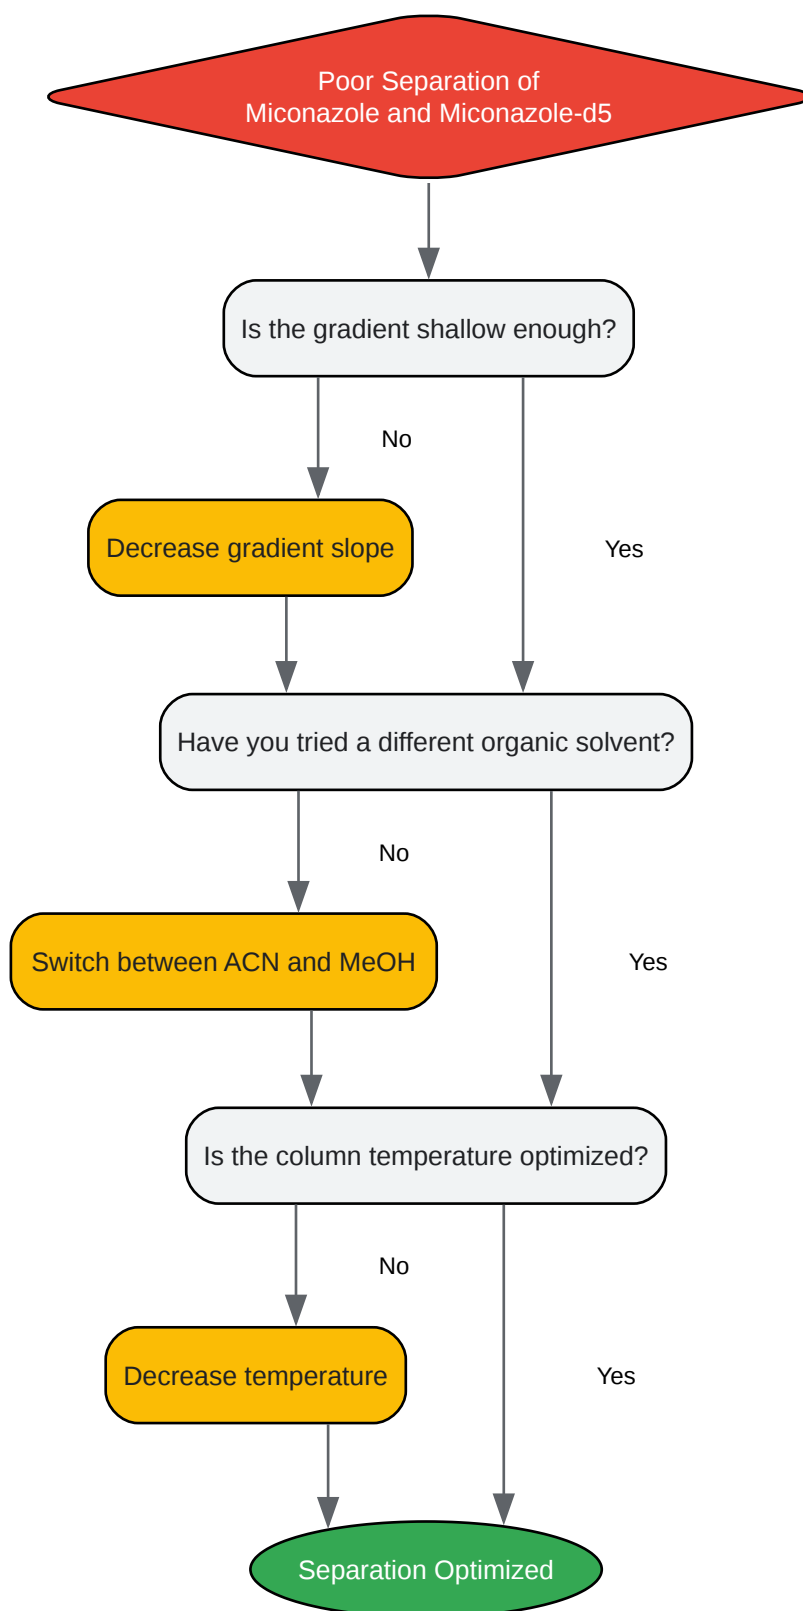 Poor Separation of
Miconazole and Miconazole-d5
Is the gradient shallow enough?
No
Decrease gradient slope
Yes
Have you tried a different organic solvent?
No
Switch between ACN and MeOH
Yes
Is the column temperature optimized?
No
Decrease temperature
Yes
Separation Optimized